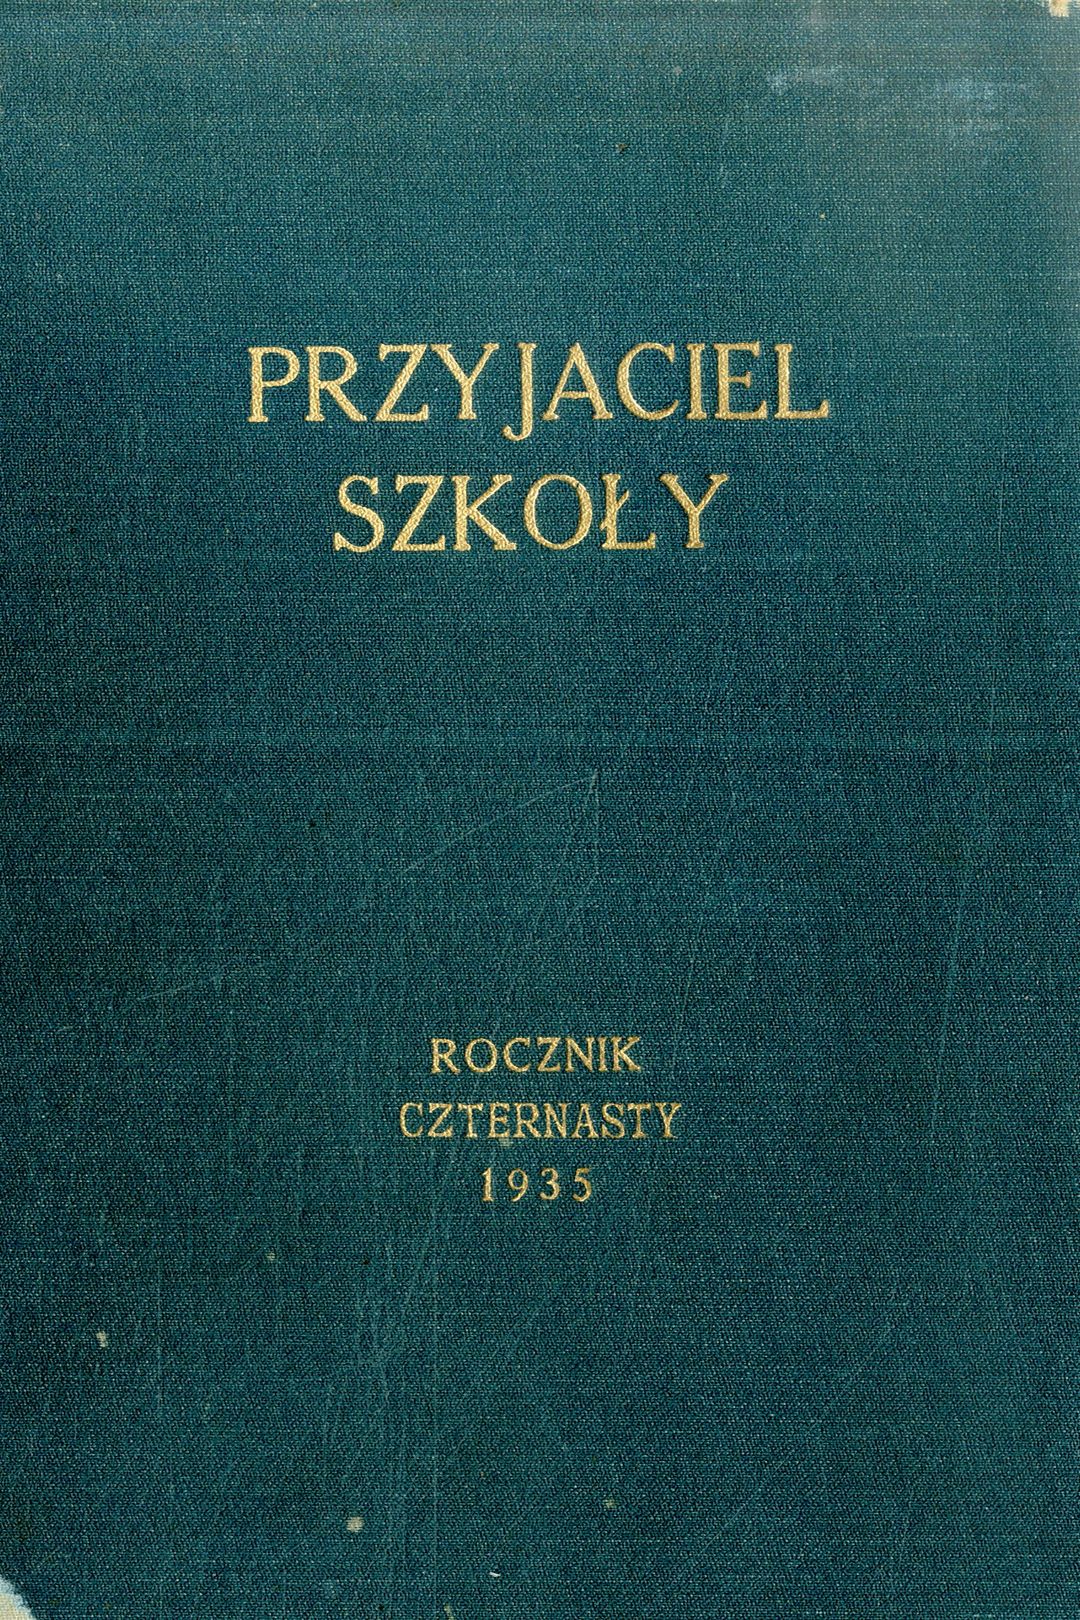 PRZYJACIEL
SZKOŁY
ROCZNIK
CZTERNASTY
1935